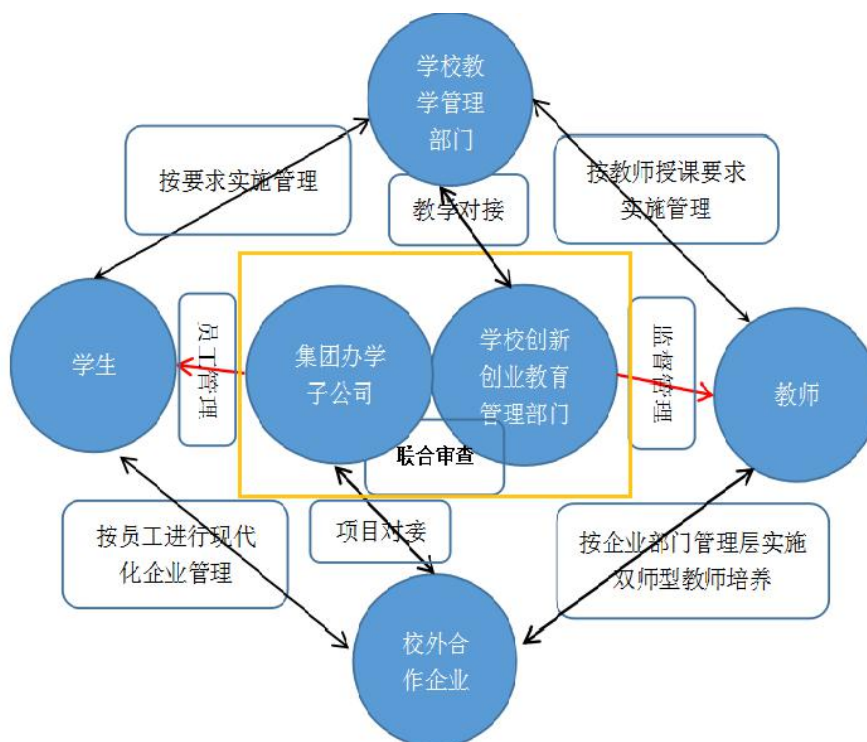 学校教
学管理
部门
按要求实施管理
按教师授课要求
实施管理
教学对接
学生
员工管理
集团办学
子公司
学校创新
创业教育
管理部门
监督管理
教师
联合审查
按员工进行现代
化企业管理
项目对接
按企业部门管理层实施
双师型教师培养
校外合
作企业